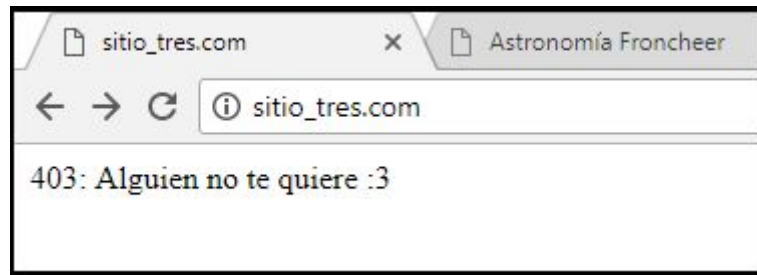 sitio_tres.com Astronomía Froncheer
sitio_tres.com
403: Alguien no te quiere :3